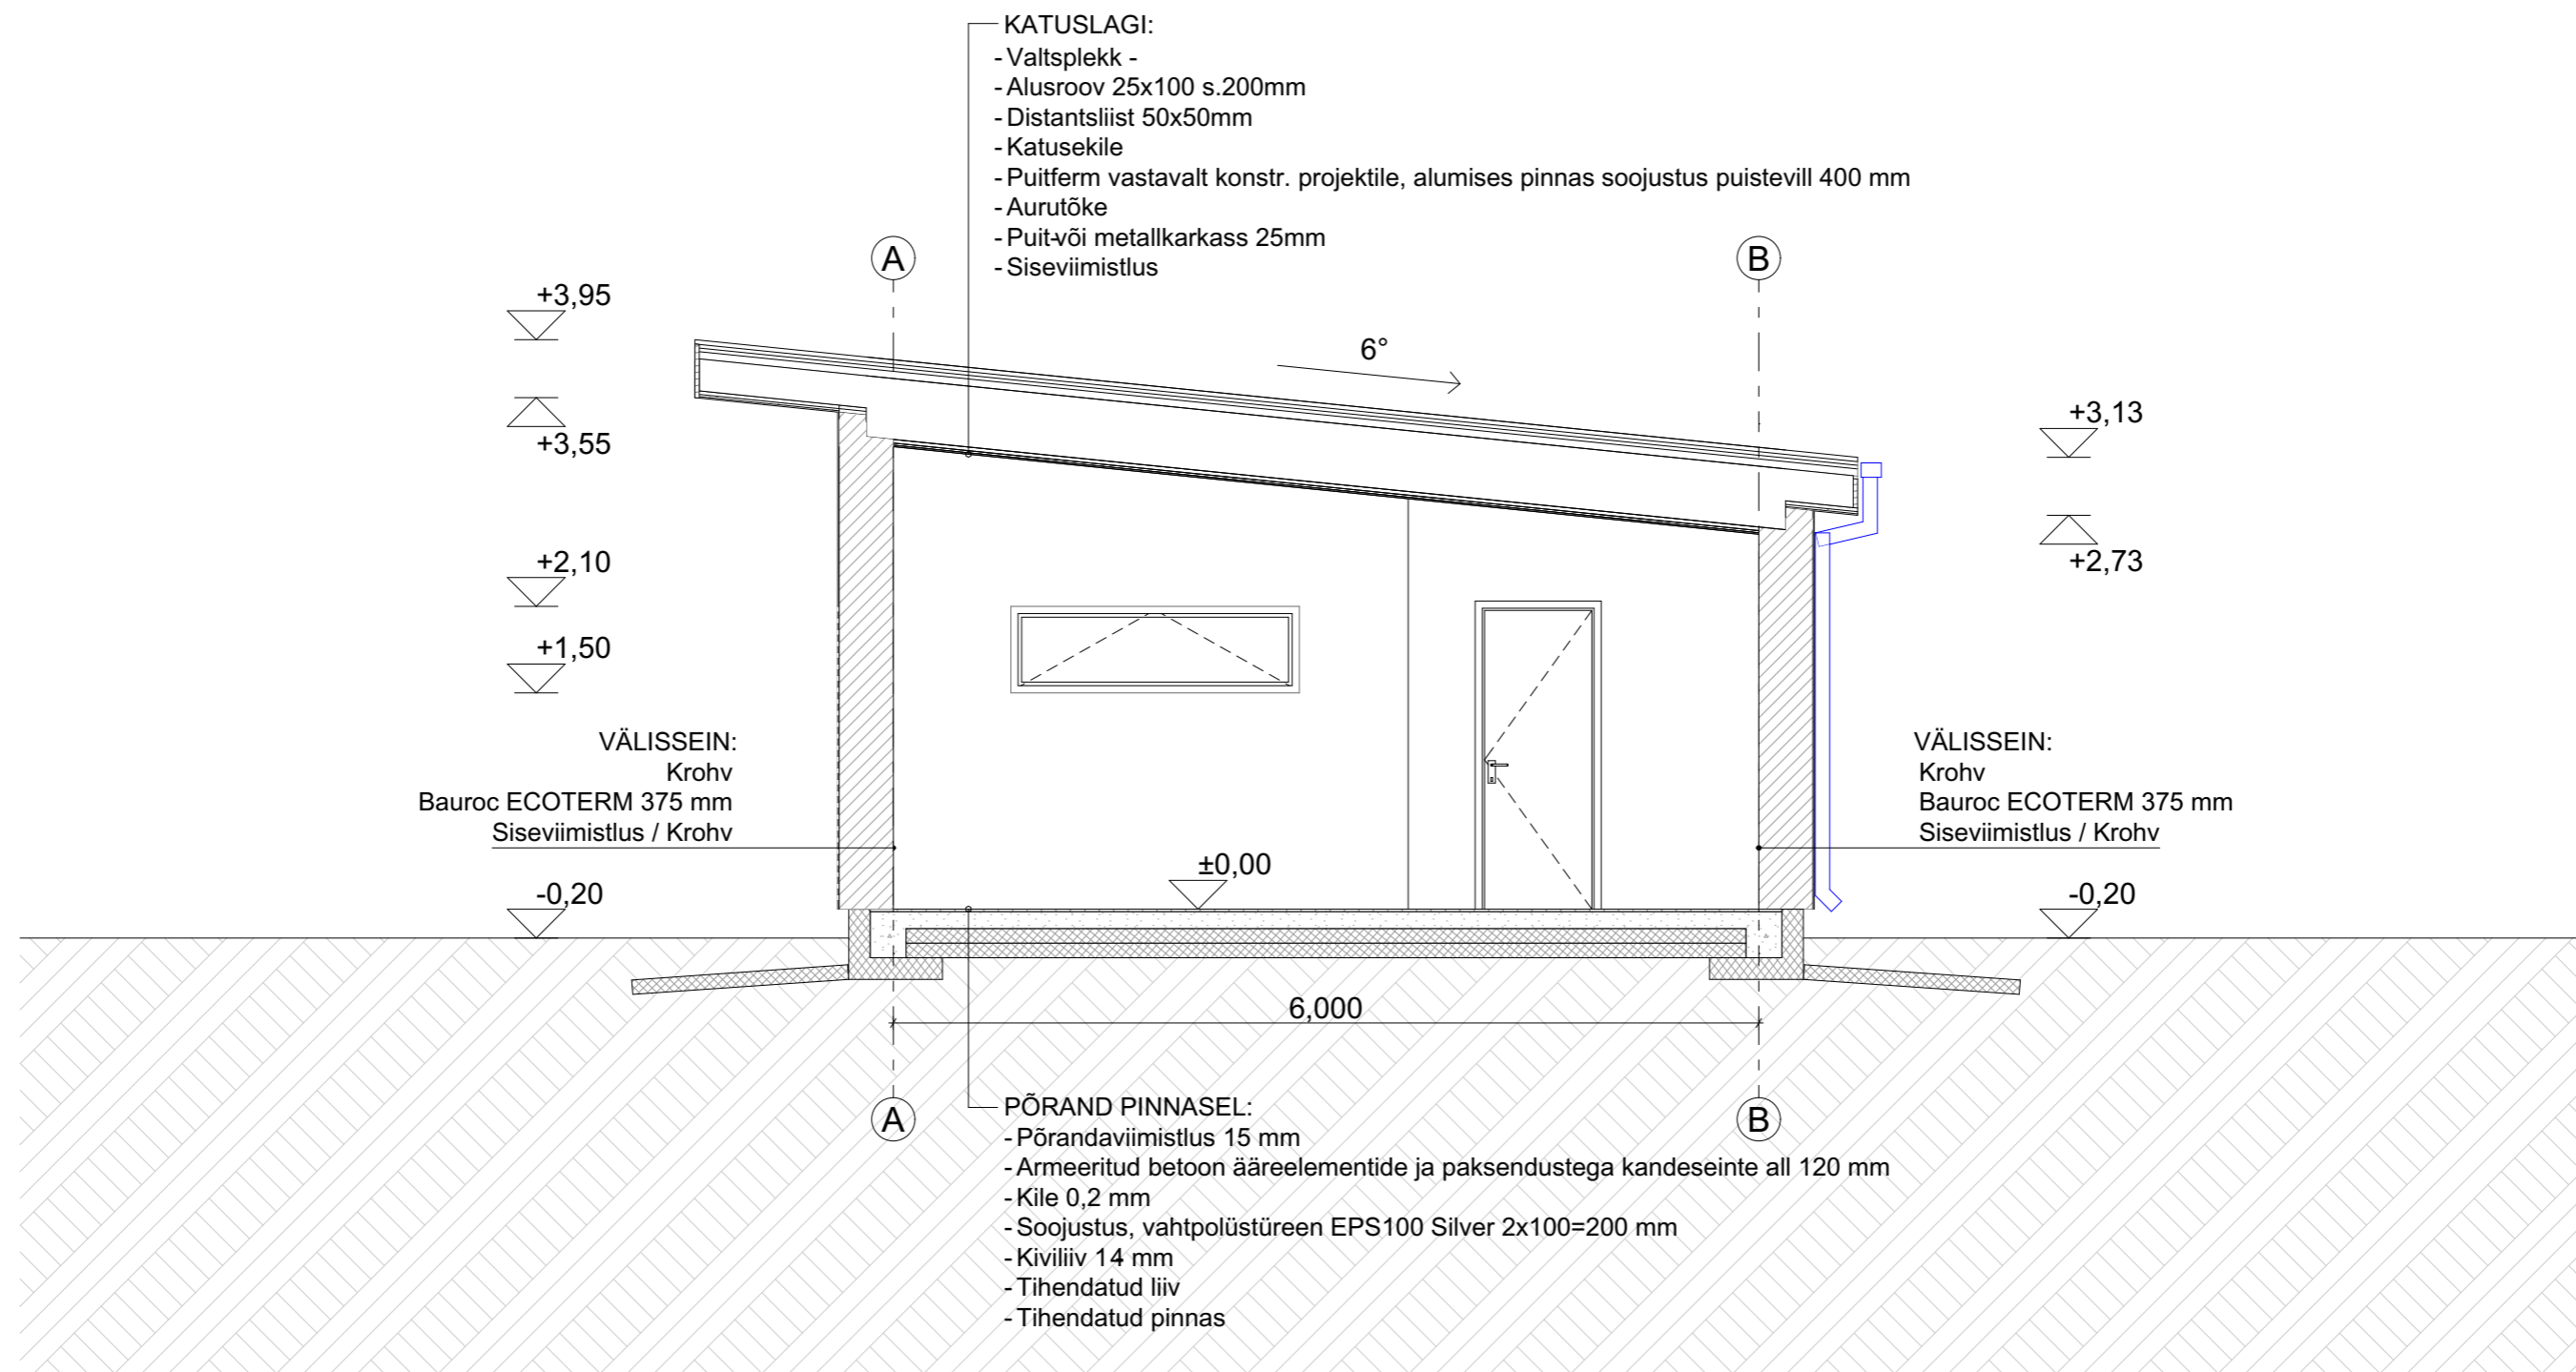 KATUSLAGI:
- Valtsplekk -
- Alusroov 25x100 s.200mm
- Distantsliist 50x50mm
- Katusekile
- Puitferm vastavalt konstr. projektile, alumises pinnas soojustus puistevill 400 mm
- Aurutõke
- Puit-või metallkarkass 25mm
- Siseviimistlus
A
B
+3,95
6°
+3,55
+3,13
+2,73
+2,10
+1,50
VÄLISSEIN:
Krohv
Bauroc ECOTERM 375 mm
Siseviimistlus / Krohv
VÄLISSEIN:
Krohv
Bauroc ECOTERM 375 mm
Siseviimistlus / Krohv
±0,00
-0,20
-0,20
6,000
A
B
PÕRAND PINNASEL:
- Põrandaviimistlus 15 mm
- Armeeritud betoon ääreelementide ja paksendustega kandeseinte all 120 mm
- Kile 0,2 mm
- Soojustus, vahtpolüstüreen EPS100 Silver 2x100=200 mm
- Kiviliiv 14 mm
- Tihendatud liiv
- Tihendatud pinnas